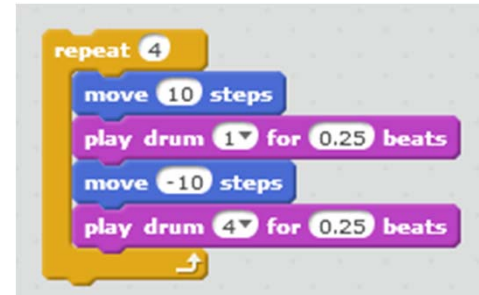 repeat 4
move 10 steps
play drum 1 for 0.25 beats
move -10 steps
play drum 4 for 0.25 beats